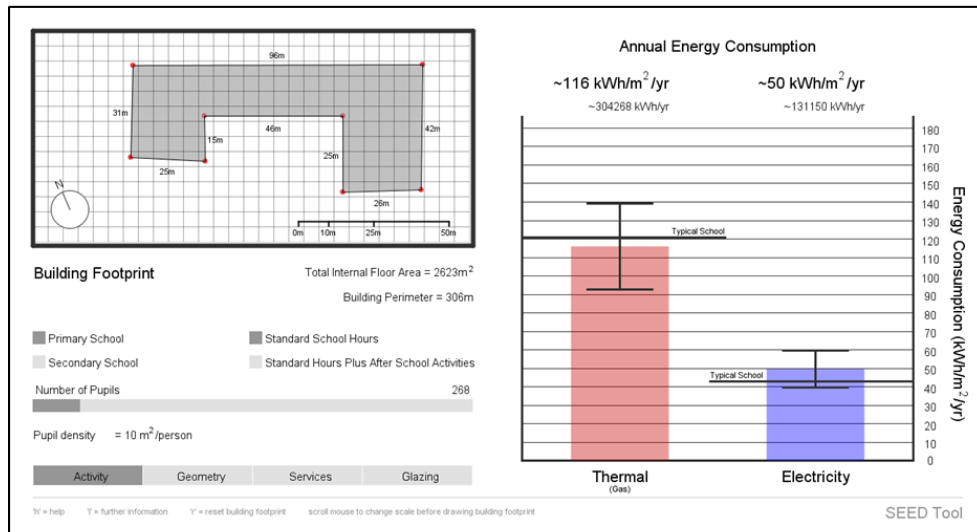 96m
31m
15m
46m
25m
42m
25m
26m
N
0m 10m 25m 50m
Building Footprint
Total Internal Floor Area = 2623m²
Building Perimeter = 306m
Primary School
Standard School Hours
Secondary School
Standard Hours Plus After School Activities
Number of Pupils 268
Pupil density = 10 m²/person
Activity Geometry Services Glazing
'h' = help 'i' = further information 'r' = reset building footprint scroll mouse to change scale before drawing building footprint
Annual Energy Consumption
~116 kWh/m²/yr ~50 kWh/m²/yr
~304268 kWh/yr ~131150 kWh/yr
180
170
160
150
140
130
Typical School
120
110
100
90
80
70
60
50
Typical School
40
30
20
10
0
Energy Consumption (kWh/m²/yr)
Thermal Electricity
(Gas)
SEED Tool